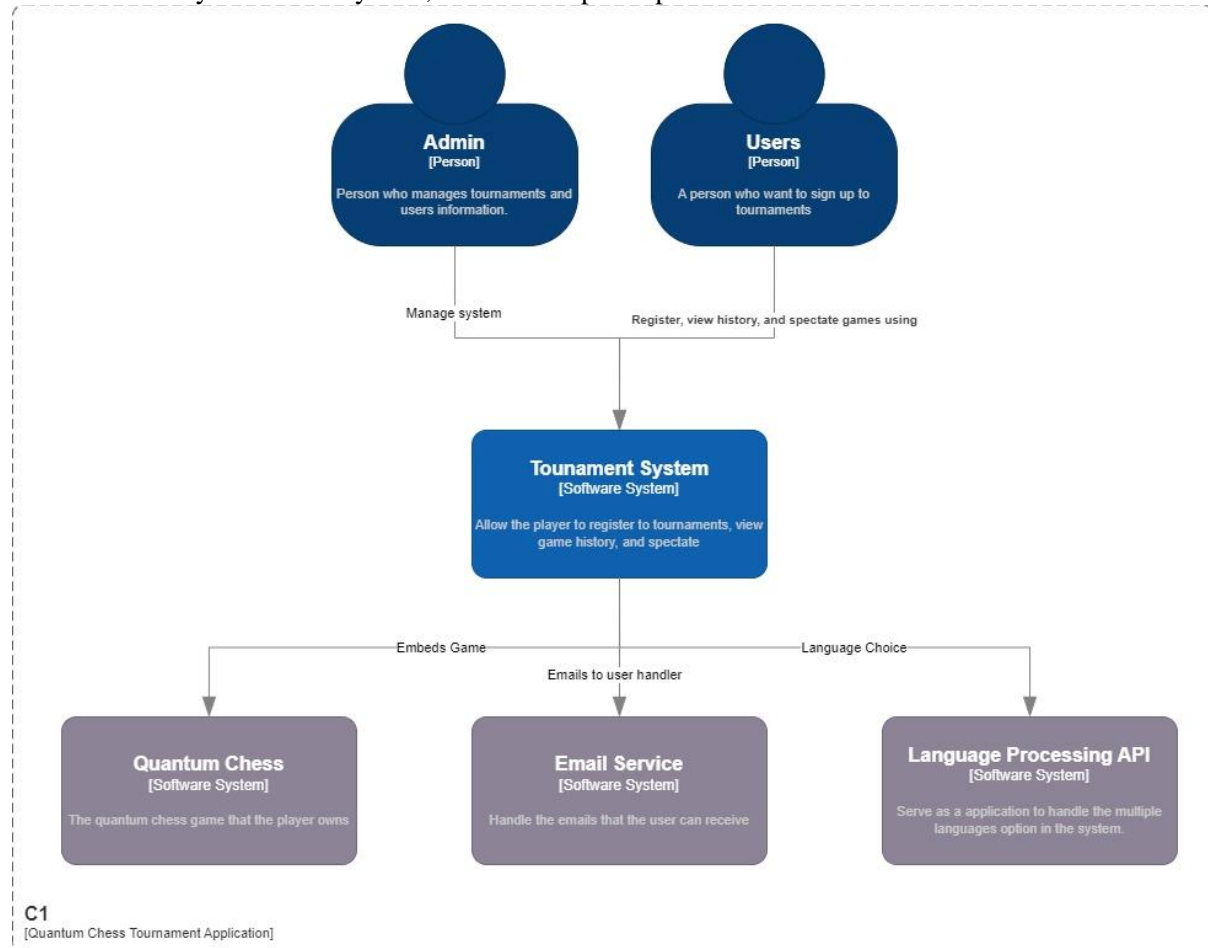 Admin
[Person]
Person who manages tournaments and
users information.
Users
[Person]
A person who want to sign up to
tournaments
Manage system
Register, view history, and spectate games using
Tounament System
[Software System]
Allow the player to register to tournaments, view
game history, and spectate
Embeds Game
Emails to user handler
Language Choice
Quantum Chess
[Software System]
The quantum chess game that the player owns
Email Service
[Software System]
Handle the emails that the user can receive
Language Processing API
[Software System]
Serve as a application to handle the multiple
languages option in the system.
C1
[Quantum Chess Tournament Application]